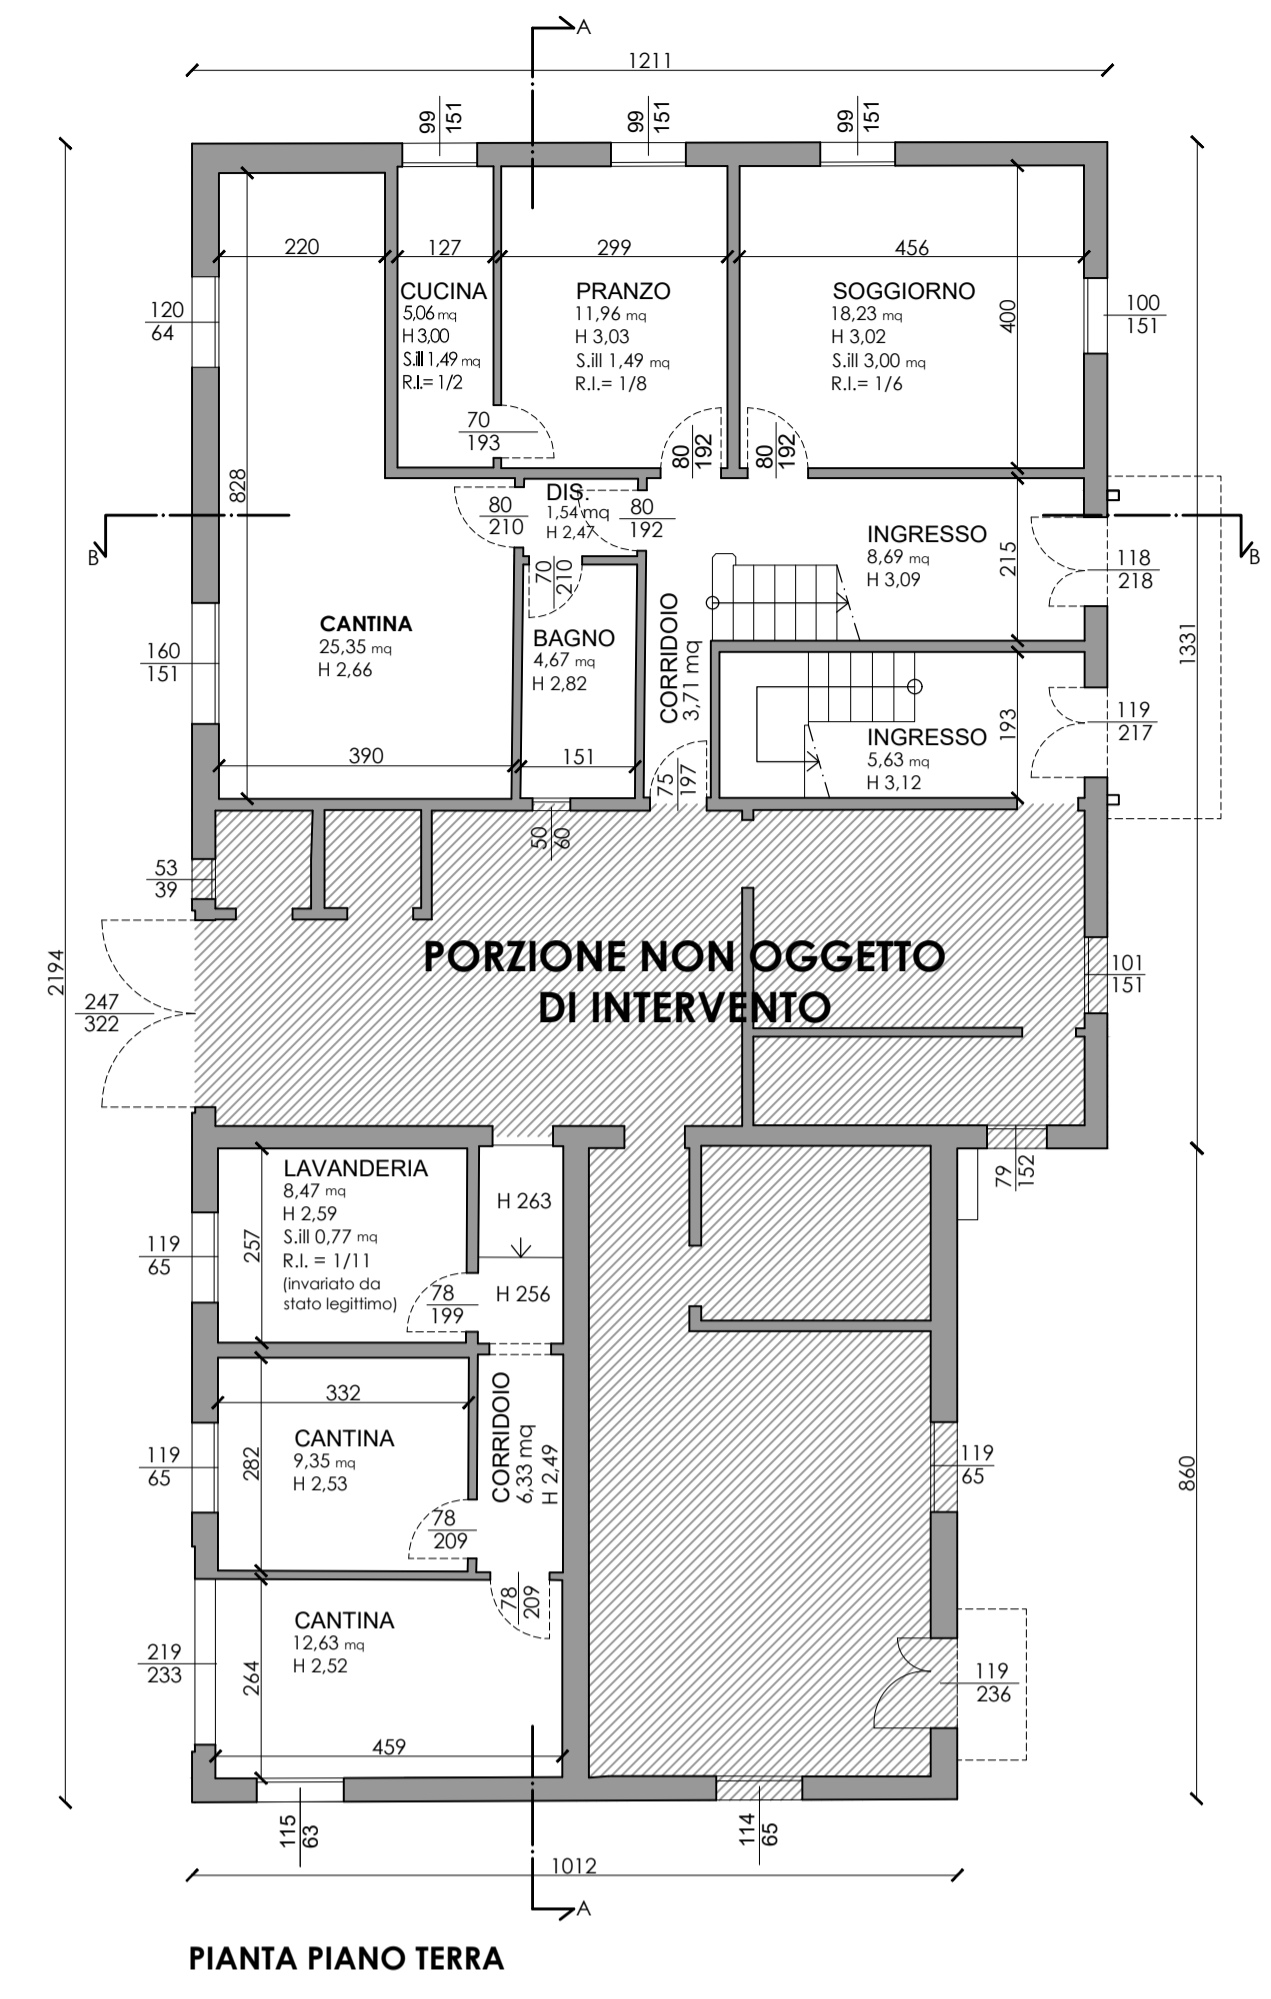 A
1211
99
151
99
151
99
151
220
127
299
456
CUCINA
5,06 mq
H 3,00
S.ill 1,49 mq
R.I.= 1/2
PRANZO
11,96 mq
H 3,03
S.ill 1,49 mq
R.I.= 1/8
SOGGIORNO
18,23 mq
H 3,02
S.ill 3,00 mq
R.I.= 1/6
400
120
64
100
151
70
193
80
192
80
192
828
DIS.
1,54 mq
H 2,47
80
210
80
192
70
210
B
B
INGRESSO
8,69 mq
H 3,09
215
118
218
CANTINA
25,35 mq
H 2,66
160
151
BAGNO
4,67 mq
H 2,82
CORRIDOIO
3,71 mq
1331
INGRESSO
5,63 mq
H 3,12
193
119
217
390
151
75
197
50
60
53
39
PORZIONE NON OGGETTO
DI INTERVENTO
2194
247
322
101
151
79
152
LAVANDERIA
8,47 mq
H 2,59
S.ill 0,77 mq
R.I. = 1/11
(invariato da
stato legittimo)
257
H 263
H 256
119
65
78
199
332
CANTINA
9,35 mq
H 2,53
282
119
65
CORRIDOIO
6,33 mq
H 2,49
78
209
119
65
860
78
209
CANTINA
12,63 mq
H 2,52
264
219
233
119
236
459
115
63
114
65
1012
A
PIANTA PIANO TERRA